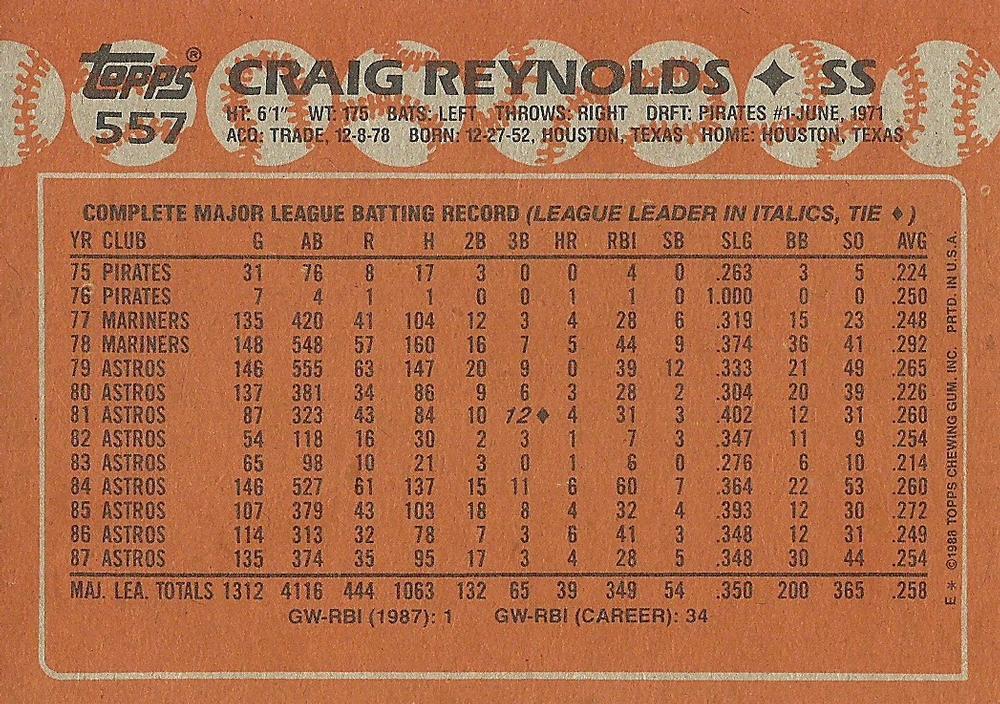 Topps®
557
CRAIG REYNOLDS ♦ SS
HT: 6'1" WT: 175 BATS: LEFT THROWS: RIGHT DRFT: PIRATES #1-JUNE, 1971
ACQ: TRADE, 12-8-78 BORN: 12-27-52, HOUSTON, TEXAS HOME: HOUSTON, TEXAS
COMPLETE MAJOR LEAGUE BATTING RECORD (LEAGUE LEADER IN ITALICS, TIE ♦)
YR CLUB G AB R H 2B 3B HR RBI SB SLG BB SO AVG
75 PIRATES 31 76 8 17 3 0 0 4 0 .263 3 5 .224
76 PIRATES 7 4 1 1 0 0 1 1 0 1.000 0 0 .250
77 MARINERS 135 420 41 104 12 3 4 28 6 .319 15 23 .248
78 MARINERS 148 548 57 160 16 7 5 44 9 .374 36 41 .292
79 ASTROS 146 555 63 147 20 9 0 39 12 .333 21 49 .265
80 ASTROS 137 381 34 86 9 6 3 28 2 .304 20 39 .226
81 ASTROS 87 323 43 84 10 12♦ 4 31 3 .402 12 31 .260
82 ASTROS 54 118 16 30 2 3 1 7 3 .347 11 9 .254
83 ASTROS 65 98 10 21 3 0 1 6 0 .276 6 10 .214
84 ASTROS 146 527 61 137 15 11 6 60 7 .364 22 53 .260
85 ASTROS 107 379 43 103 18 8 4 32 4 .393 12 30 .272
86 ASTROS 114 313 32 78 7 3 6 41 3 .348 12 31 .249
87 ASTROS 135 374 35 95 17 3 4 28 5 .348 30 44 .254
MAJ. LEA. TOTALS 1312 4116 444 1063 132 65 39 349 54 .350 200 365 .258
GW-RBI (1987): 1 GW-RBI (CAREER): 34
E * ©1988 TOPPS CHEWING GUM, INC. PRTD. IN U.S.A.